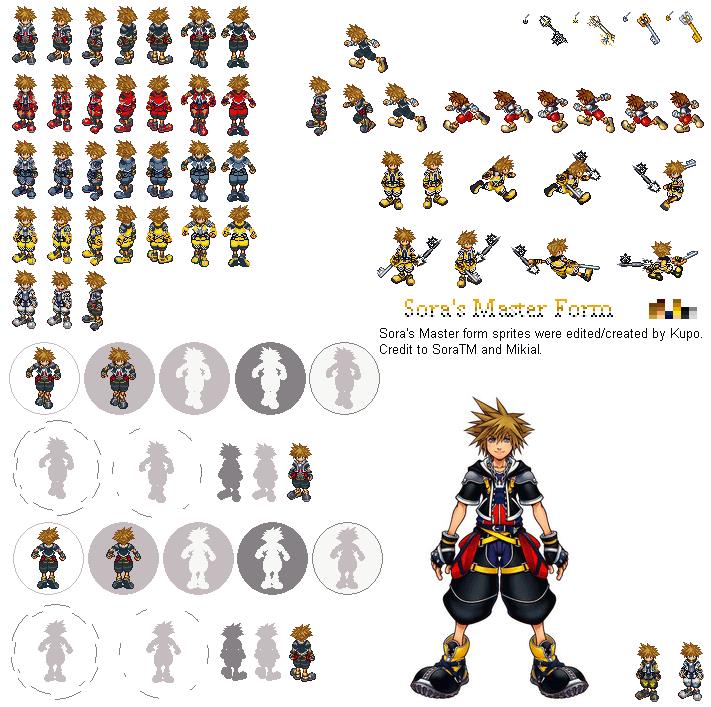 Sora's Master Form
Sora's Master form sprites were edited/created by Kupo.
Credit to SoraTM and Mikial.